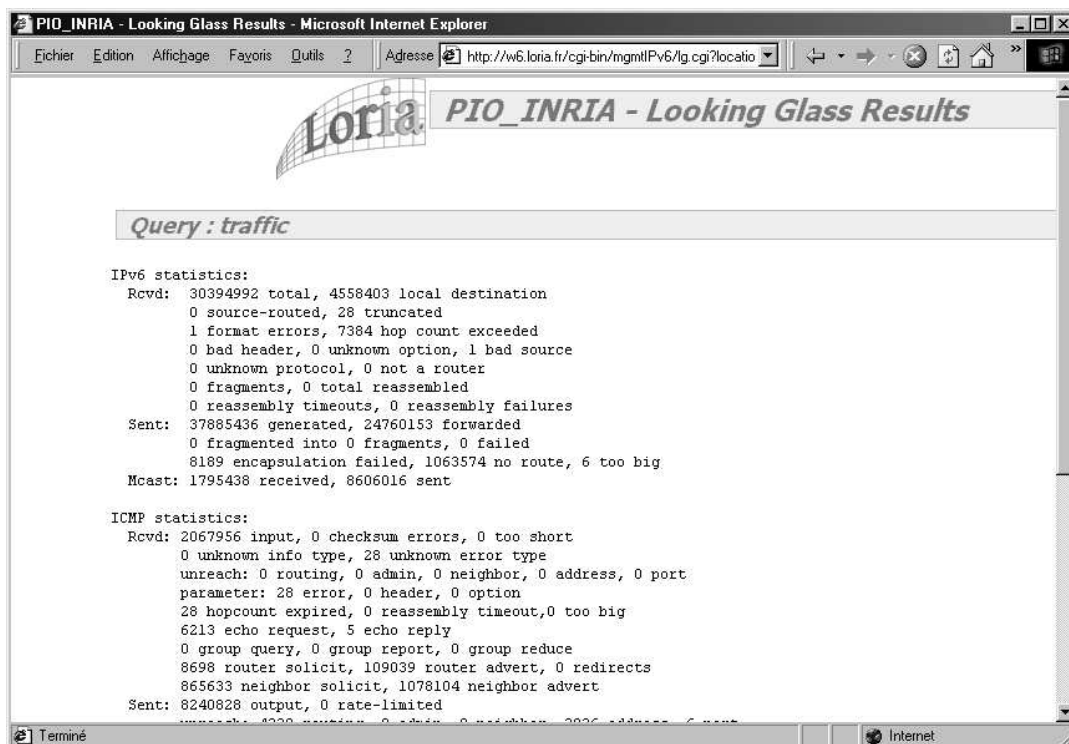 PIO_INRIA - Looking Glass Results - Microsoft Internet Explorer
Fichier Edition Affichage Favoris Outils ? Adresse http://w6.loria.fr/cgi-bin/mgmtIPv6/lg.cgi?locatio »
Loria PIO_INRIA - Looking Glass Results
Query : traffic
IPv6 statistics:
Rcvd: 30394992 total, 4558403 local destination
0 source-routed, 28 truncated
1 format errors, 7384 hop count exceeded
0 bad header, 0 unknown option, 1 bad source
0 unknown protocol, 0 not a router
0 fragments, 0 total reassembled
0 reassembly timeouts, 0 reassembly failures
Sent: 37885436 generated, 24760153 forwarded
0 fragmented into 0 fragments, 0 failed
8189 encapsulation failed, 1063574 no route, 6 too big
Mcast: 1795438 received, 8606016 sent
ICMP statistics:
Rcvd: 2067956 input, 0 checksum errors, 0 too short
0 unknown info type, 28 unknown error type
unreach: 0 routing, 0 admin, 0 neighbor, 0 address, 0 port
parameter: 28 error, 0 header, 0 option
28 hopcount expired, 0 reassembly timeout,0 too big
6213 echo request, 5 echo reply
0 group query, 0 group report, 0 group reduce
8698 router solicit, 109039 router advert, 0 redirects
865633 neighbor solicit, 1078104 neighbor advert
Sent: 8240828 output, 0 rate-limited
Terminé Internet